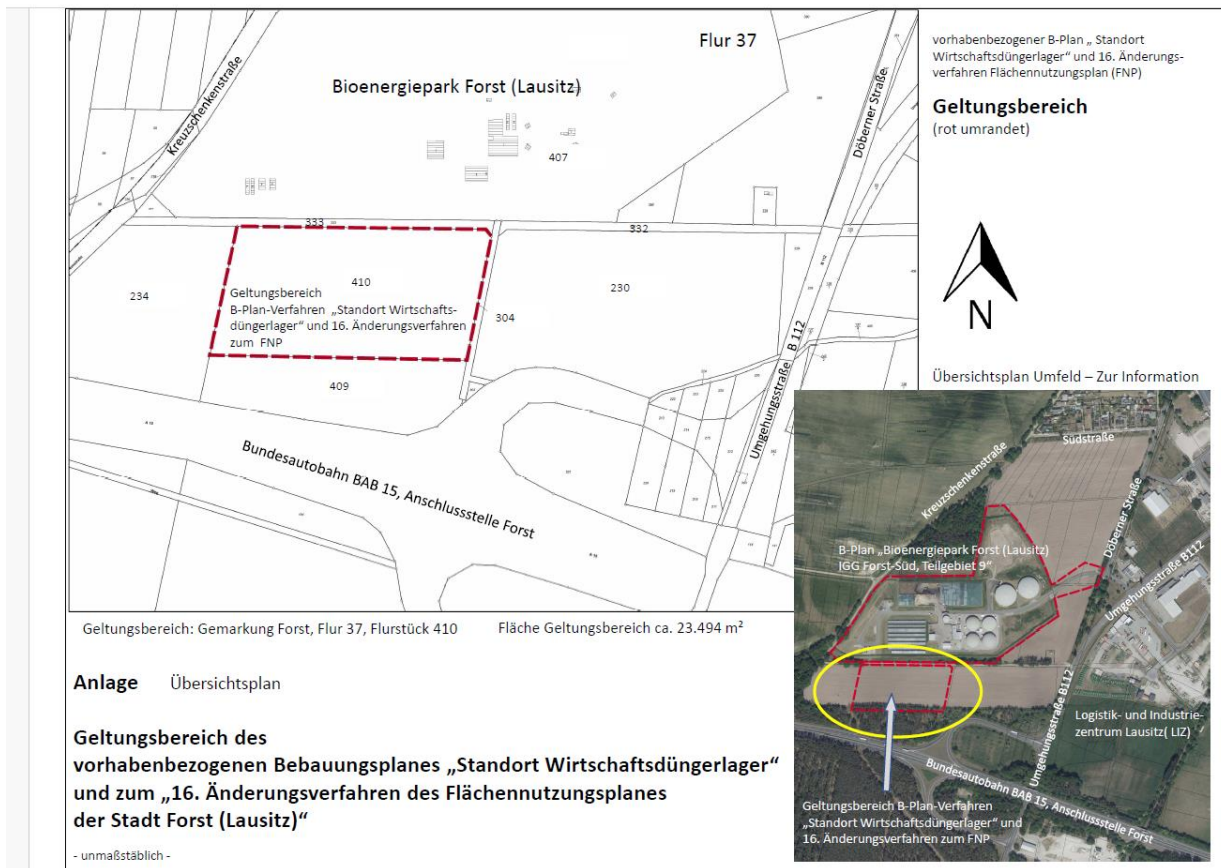 Flur 37
Bioenergiepark Forst (Lausitz)
Kreuzschenkenstraße
Döberner Straße
407
333
332
410
234
230
304
409
Geltungsbereich
B-Plan-Verfahren „Standort Wirtschafts-
düngerlager“ und 16. Änderungsverfahren
zum FNP
Umgehungsstraße B 112
Bundesautobahn BAB 15, Anschlussstelle Forst
vorhabenbezogener B-Plan „ Standort
Wirtschaftsdüngerlager“ und 16. Änderungs-
verfahren Flächennutzungsplan (FNP)
Geltungsbereich
(rot umrandet)
N
Übersichtsplan Umfeld – Zur Information
Südstraße
Kreuzschenkenstraße
Döberner Straße
B-Plan „Bioenergiepark Forst (Lausitz)
IGG Forst-Süd, Teilgebiet 9“
Umgehungsstraße B112
Umgehungsstraße B112
Logistik- und Industrie-
zentrum Lausitz( LIZ)
Bundesautobahn BAB 15, Anschlussstelle Forst
Geltungsbereich B-Plan-Verfahren
„Standort Wirtschaftsdüngerlager“ und
16. Änderungsverfahren zum FNP
Geltungsbereich: Gemarkung Forst, Flur 37, Flurstück 410 Fläche Geltungsbereich ca. 23.494 m²
Anlage Übersichtsplan
Geltungsbereich des
vorhabenbezogenen Bebauungsplanes „Standort Wirtschaftsdüngerlager“
und zum „16. Änderungsverfahren des Flächennutzungsplanes
der Stadt Forst (Lausitz)“
- unmaßstäblich -